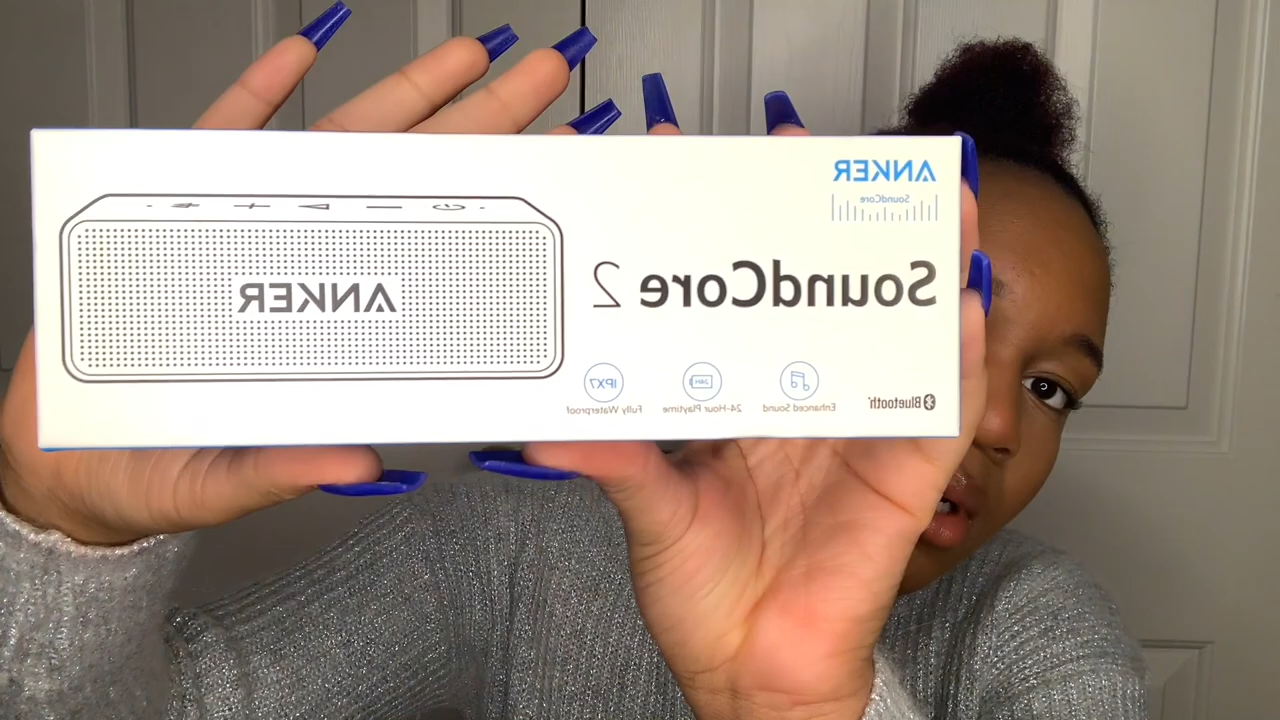 ANKER
SoundCore
SoundCore 2
ANKER
Bluetooth
Enhanced Sound
24H
24-Hour Playtime
IPX7
Fully Waterproof